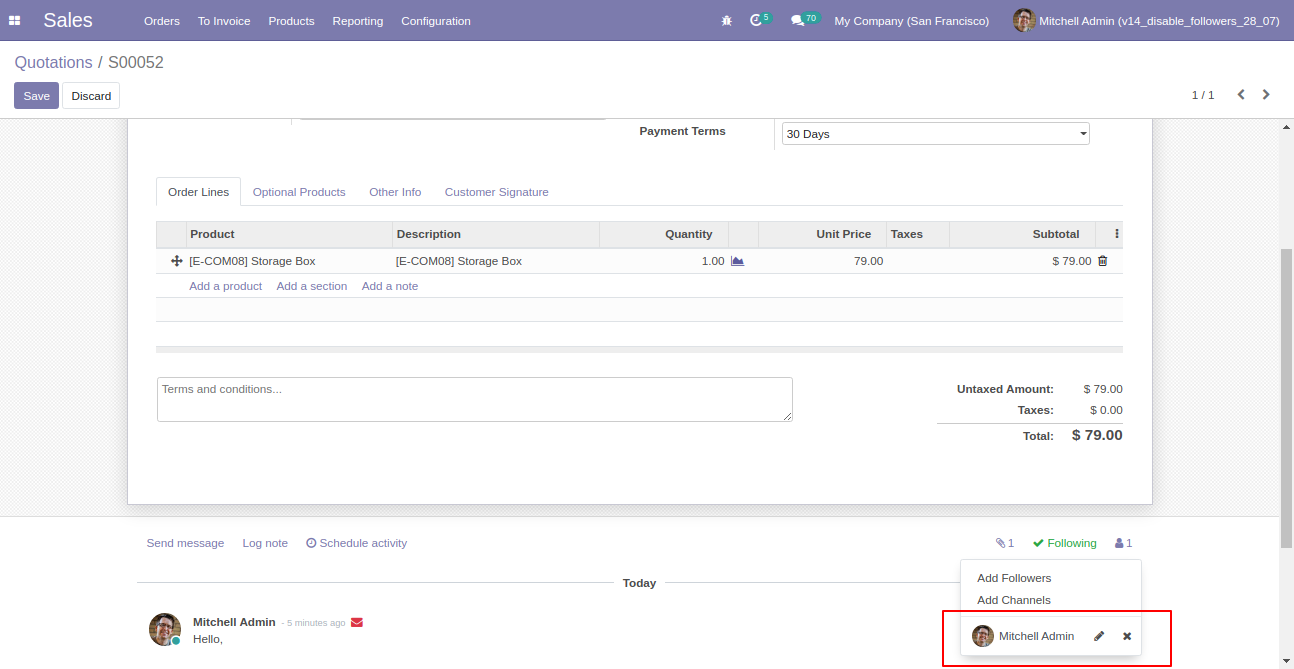 Sales Orders To Invoice Products Reporting Configuration 5 70 My Company (San Francisco) Mitchell Admin (v14_disable_followers_28_07)
Quotations / S00052
Save Discard 1 / 1
Payment Terms 30 Days
Order Lines Optional Products Other Info Customer Signature
Product Description Quantity Unit Price Taxes Subtotal
[E-COM08] Storage Box [E-COM08] Storage Box 1.00 79.00 $ 79.00
Add a product Add a section Add a note
Terms and conditions... Untaxed Amount: $ 79.00
Taxes: $ 0.00
Total: $ 79.00
Send message Log note Schedule activity 1 Following 1
Add Followers
Today
Add Channels
Mitchell Admin - 5 minutes ago
Hello,
Mitchell Admin